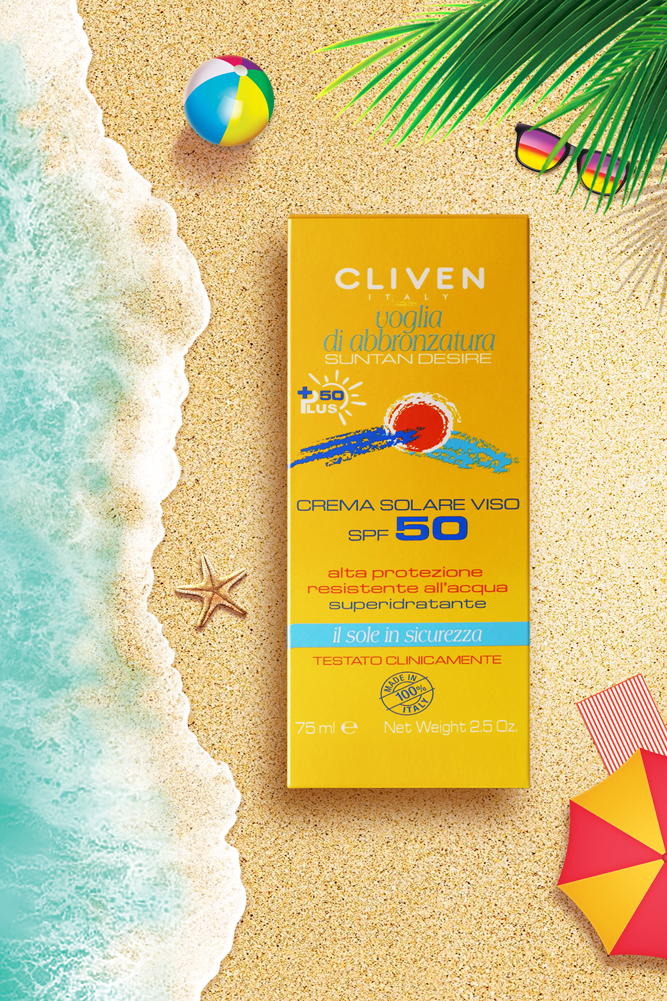 CLIVEN
ITALY
voglia
di abbronzatura
SUNTAN DESIRE
+50
PLUS
CREMA SOLARE VISO
SPF 50
alta protezione
resistente all'acqua
superidratante
il sole in sicurezza
TESTATO CLINICAMENTE
MADE IN
100%
ITALY
75 ml ℮ Net Weight 2.5 Oz.